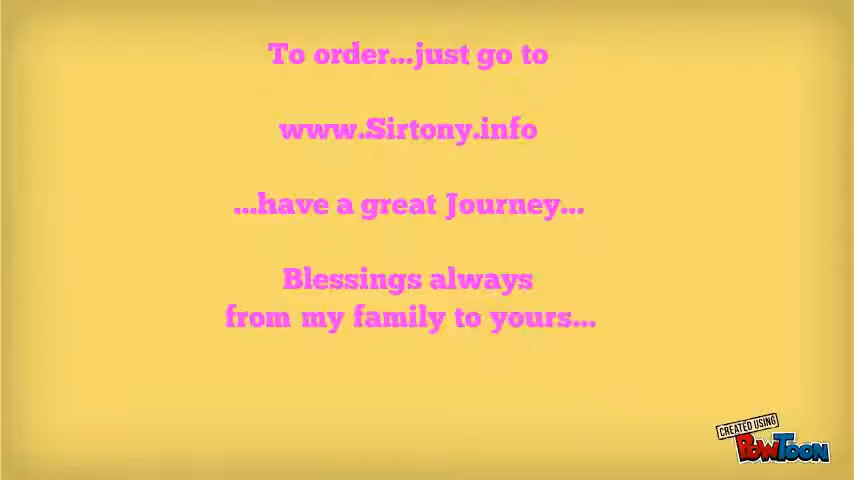 To order...just go to
www.Sirtony.info
...have a great Journey...
Blessings always
from my family to yours...
CREATED USING
POWTOON